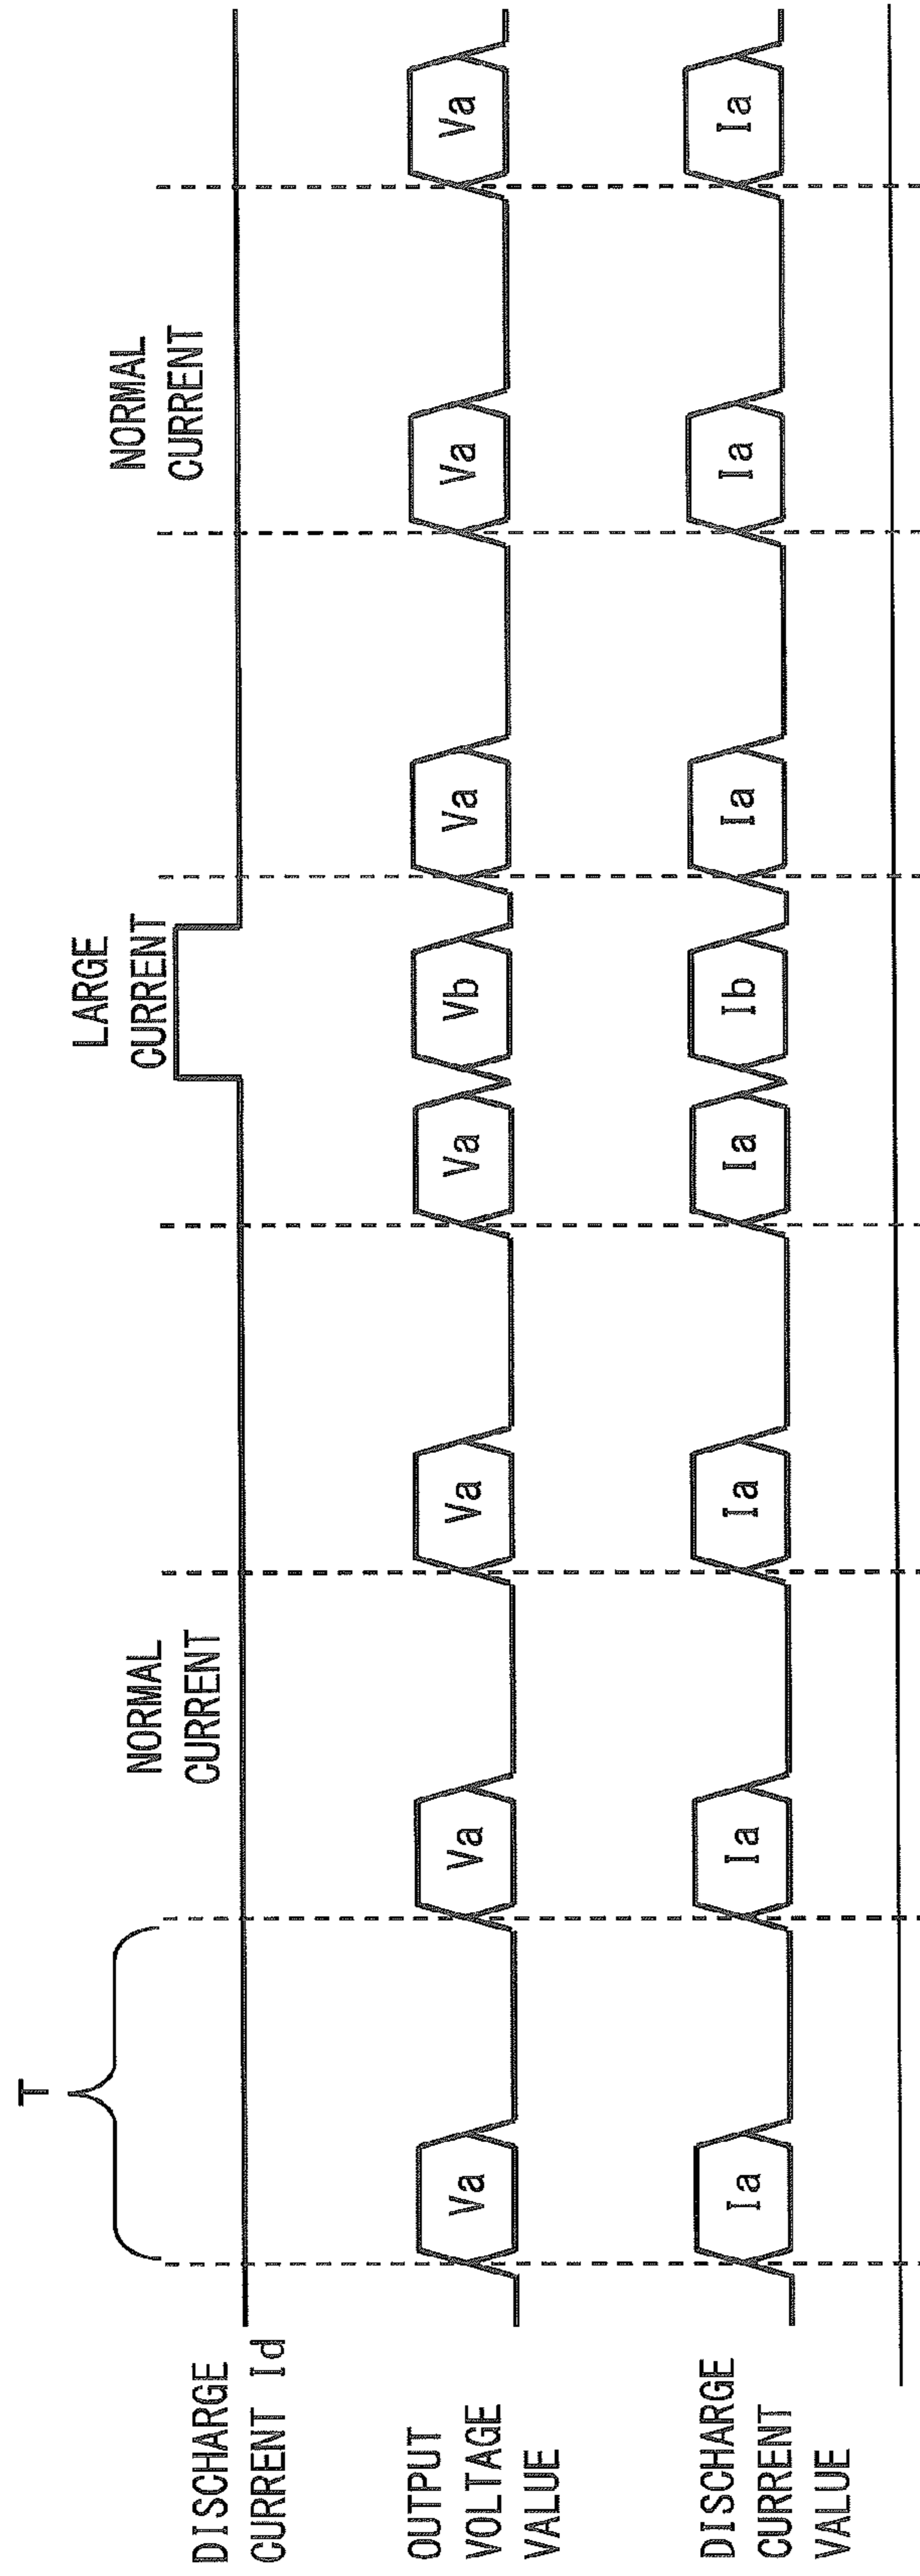 T
NORMAL
CURRENT
LARGE
CURRENT
NORMAL
CURRENT
DISCHARGE
CURRENT Id
OUTPUT
VOLTAGE
VALUE
Va
Va
Va
Va
Vb
Va
Va
Va
DISCHARGE
CURRENT
VALUE
Ia
Ia
Ia
Ia
Ib
Ia
Ia
Ia